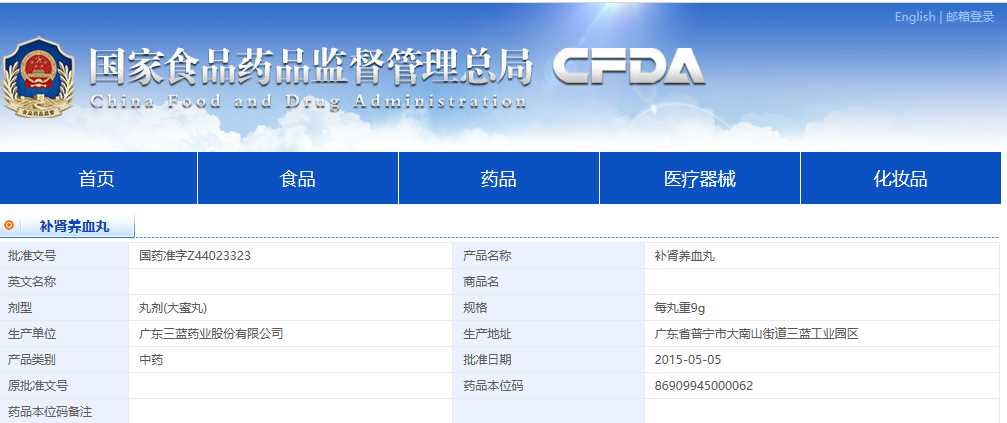 English | 邮箱登录
国家食品药品监督管理总局 CFDA
China Food and Drug Administration
食品药品监督
首页 食品 药品 医疗器械 化妆品
补肾养血丸
批准文号 国药准字Z44023323 产品名称 补肾养血丸
英文名称 商品名
剂型 丸剂(大蜜丸) 规格 每丸重9g
生产单位 广东三蓝药业股份有限公司 生产地址 广东省普宁市大南山街道三蓝工业园区
产品类别 中药 批准日期 2015-05-05
原批准文号 药品本位码 86909945000062
药品本位码备注